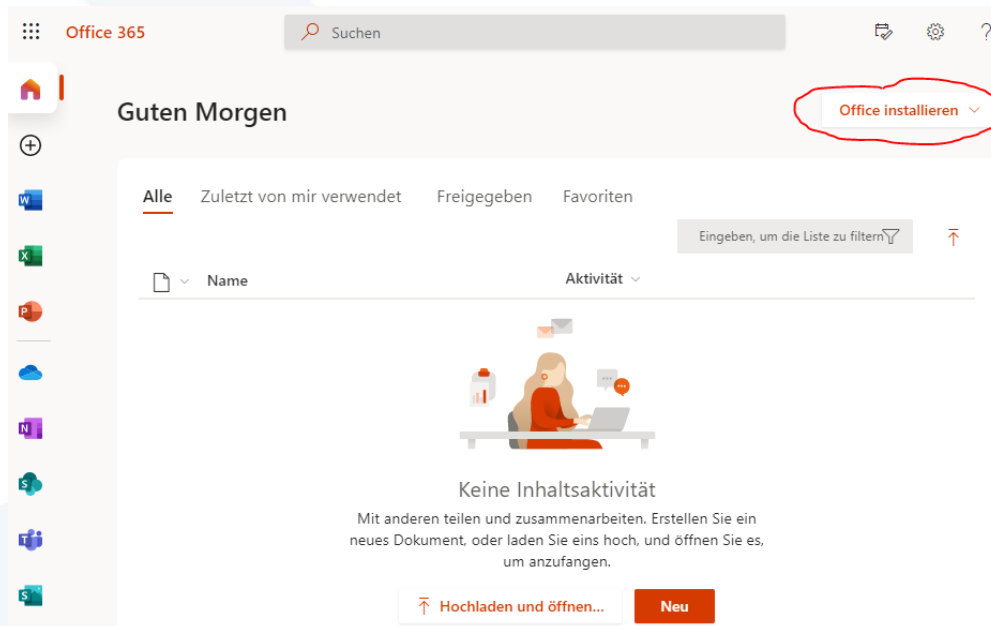 Office 365
Suchen
?
Guten Morgen
Office installieren
Alle Zuletzt von mir verwendet Freigegeben Favoriten
Eingeben, um die Liste zu filtern
Name Aktivität
Keine Inhaltsaktivität
Mit anderen teilen und zusammenarbeiten. Erstellen Sie ein
neues Dokument, oder laden Sie eins hoch, und öffnen Sie es,
um anzufangen.
Hochladen und öffnen... Neu